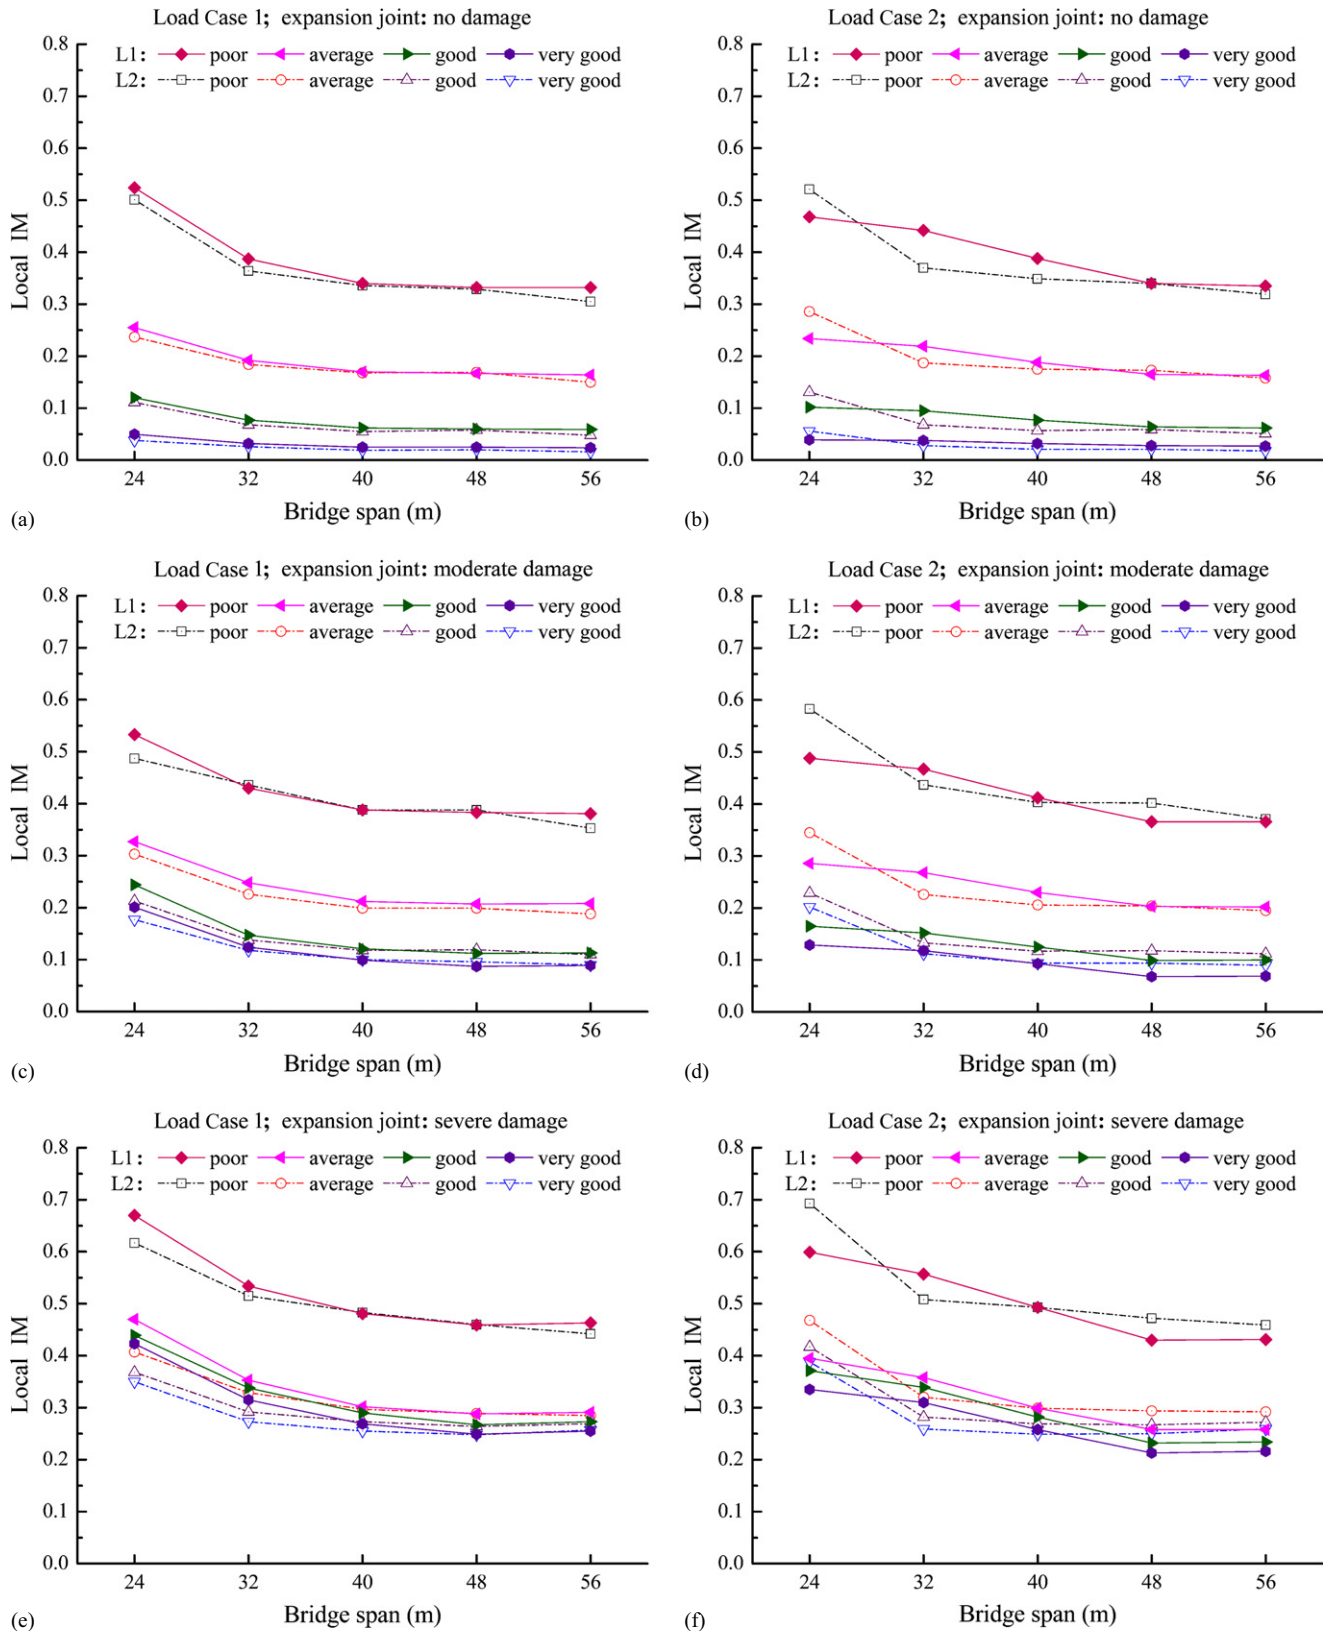 Load Case 1; expansion joint: no damage
L1: poor average good very good
L2: poor average good very good
0.8
0.7
0.6
0.5
0.4
0.3
0.2
0.1
0.0
Local IM
24 32 40 48 56
Bridge span (m)
(a)
Load Case 2; expansion joint: no damage
L1: poor average good very good
L2: poor average good very good
0.8
0.7
0.6
0.5
0.4
0.3
0.2
0.1
0.0
Local IM
24 32 40 48 56
Bridge span (m)
(b)
Load Case 1; expansion joint: moderate damage
L1: poor average good very good
L2: poor average good very good
0.8
0.7
0.6
0.5
0.4
0.3
0.2
0.1
0.0
Local IM
24 32 40 48 56
Bridge span (m)
(c)
Load Case 2; expansion joint: moderate damage
L1: poor average good very good
L2: poor average good very good
0.8
0.7
0.6
0.5
0.4
0.3
0.2
0.1
0.0
Local IM
24 32 40 48 56
Bridge span (m)
(d)
Load Case 1; expansion joint: severe damage
L1: poor average good very good
L2: poor average good very good
0.8
0.7
0.6
0.5
0.4
0.3
0.2
0.1
0.0
Local IM
24 32 40 48 56
Bridge span (m)
(e)
Load Case 2; expansion joint: severe damage
L1: poor average good very good
L2: poor average good very good
0.8
0.7
0.6
0.5
0.4
0.3
0.2
0.1
0.0
Local IM
24 32 40 48 56
Bridge span (m)
(f)